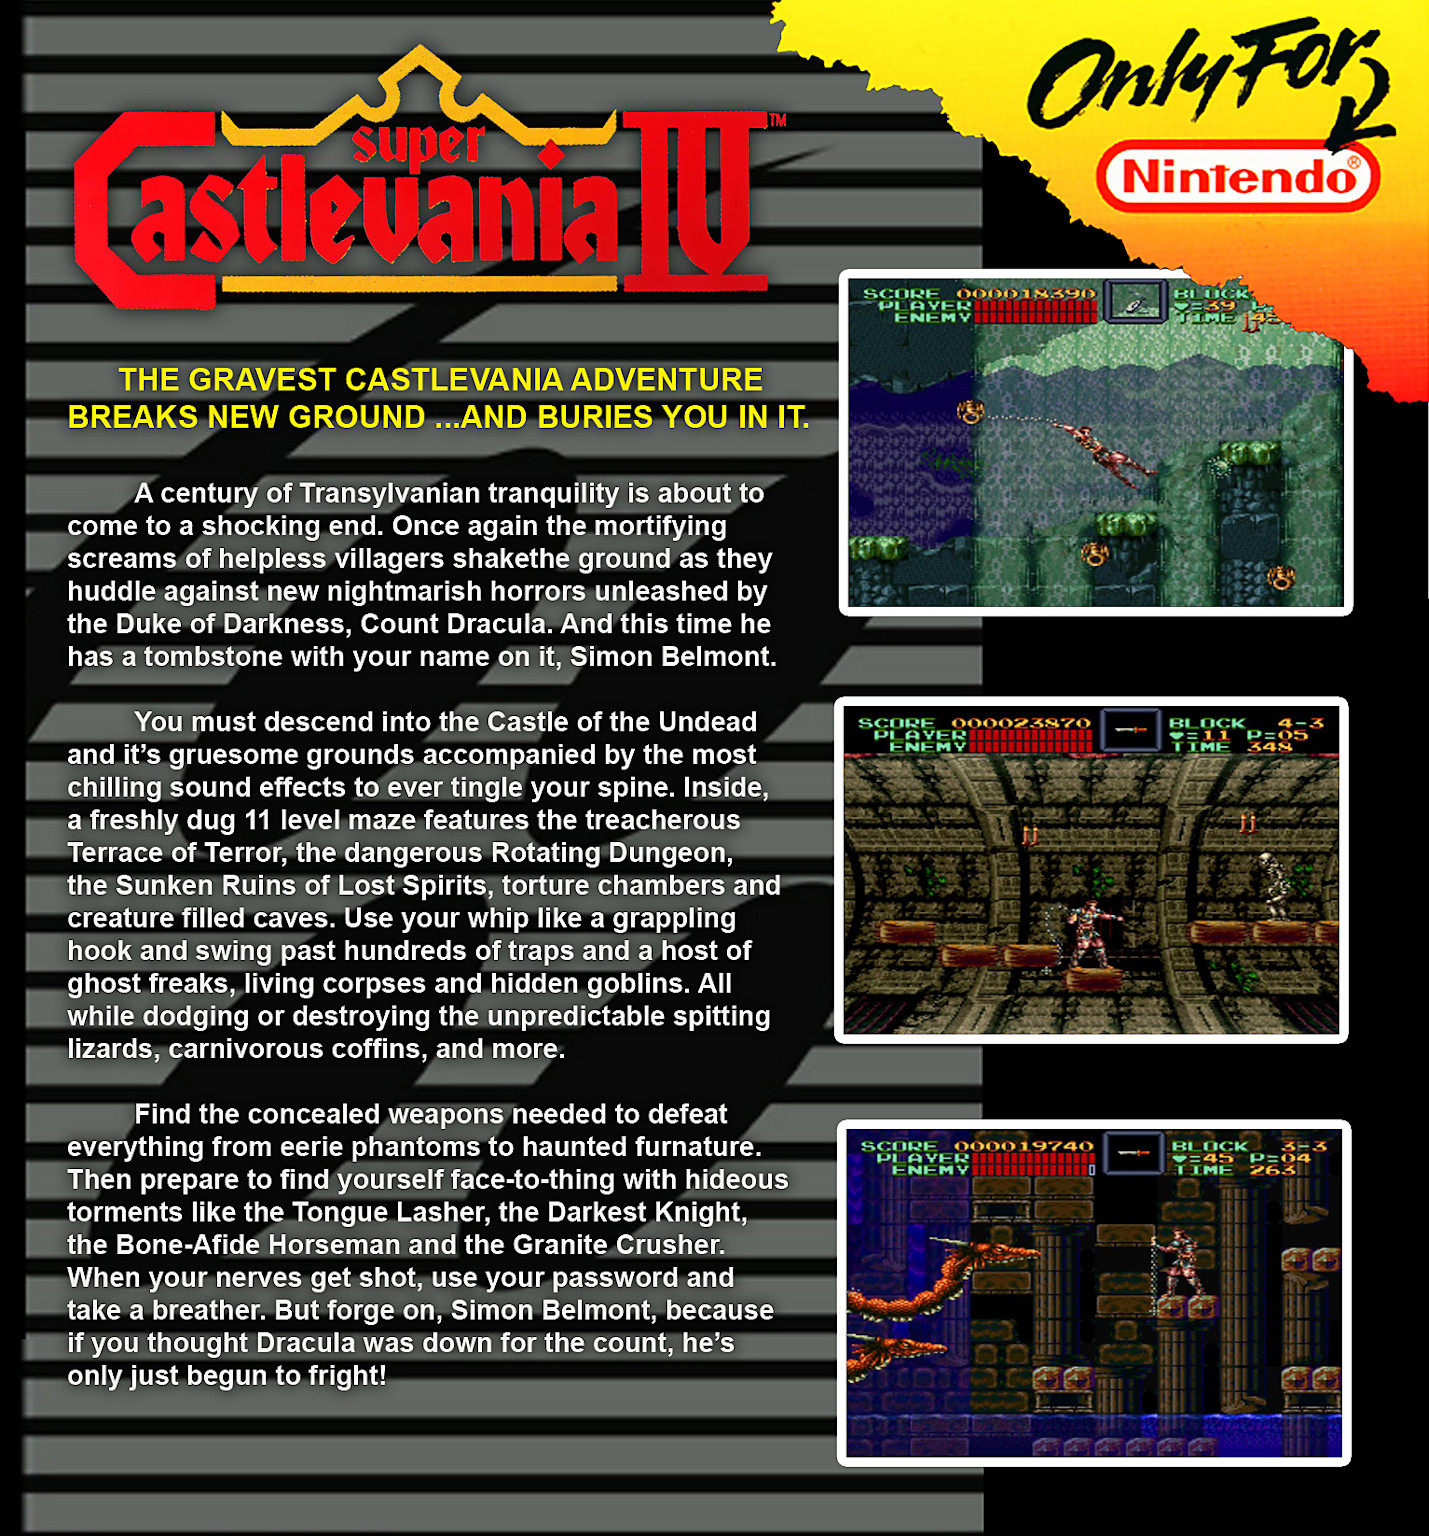 Only For
Nintendo®
super
Castlevania IV™
THE GRAVEST CASTLEVANIA ADVENTURE
BREAKS NEW GROUND ...AND BURIES YOU IN IT.
A century of Transylvanian tranquility is about to
come to a shocking end. Once again the mortifying
screams of helpless villagers shakethe ground as they
huddle against new nightmarish horrors unleashed by
the Duke of Darkness, Count Dracula. And this time he
has a tombstone with your name on it, Simon Belmont.
You must descend into the Castle of the Undead
and it’s gruesome grounds accompanied by the most
chilling sound effects to ever tingle your spine. Inside,
a freshly dug 11 level maze features the treacherous
Terrace of Terror, the dangerous Rotating Dungeon,
the Sunken Ruins of Lost Spirits, torture chambers and
creature filled caves. Use your whip like a grappling
hook and swing past hundreds of traps and a host of
ghost freaks, living corpses and hidden goblins. All
while dodging or destroying the unpredictable spitting
lizards, carnivorous coffins, and more.
Find the concealed weapons needed to defeat
everything from eerie phantoms to haunted furnature.
Then prepare to find yourself face-to-thing with hideous
torments like the Tongue Lasher, the Darkest Knight,
the Bone-Afide Horseman and the Granite Crusher.
When your nerves get shot, use your password and
take a breather. But forge on, Simon Belmont, because
if you thought Dracula was down for the count, he’s
only just begun to fright!
SCORE 000018390 BLOCK
PLAYER ♥=39
ENEMY TIME
SCORE 000023870 BLOCK 4-3
PLAYER ♥=11 P=05
ENEMY TIME 348
SCORE 000019740 BLOCK 3-3
PLAYER ♥=45 P=04
ENEMY TIME 263